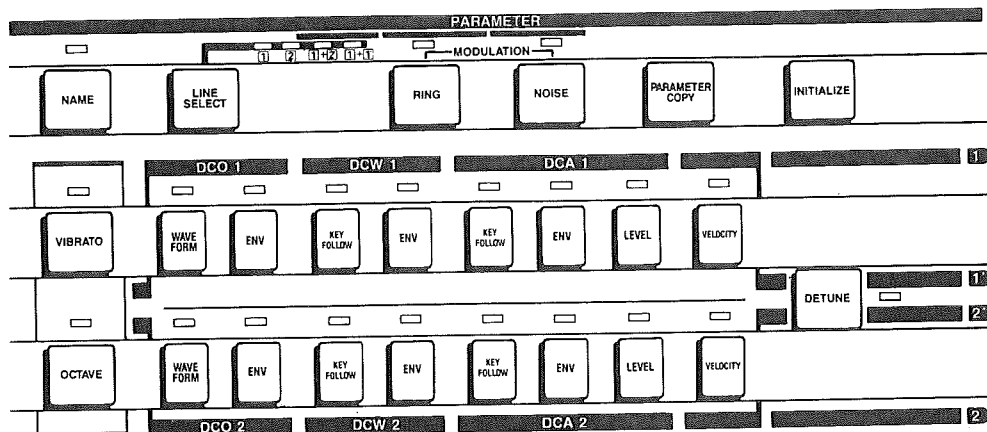 PARAMETER
1 2 1+2 1+1'
MODULATION
NAME LINE SELECT RING NOISE PARAMETER COPY INITIALIZE
DCO 1 DCW 1 DCA 1 1
VIBRATO WAVE FORM ENV KEY FOLLOW ENV KEY FOLLOW ENV LEVEL VELOCITY
1'
DETUNE
2'
OCTAVE WAVE FORM ENV KEY FOLLOW ENV KEY FOLLOW ENV LEVEL VELOCITY
DCO 2 DCW 2 DCA 2 2